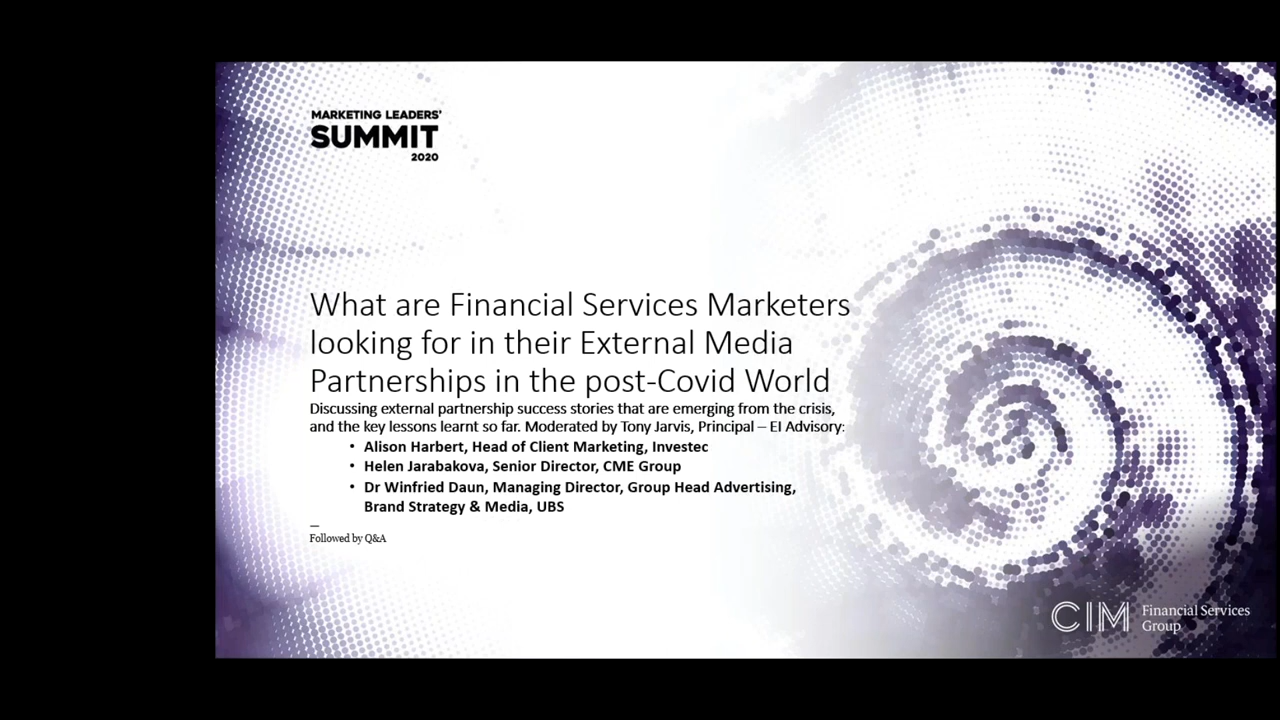 MARKETING LEADERS'
SUMMIT
2020
What are Financial Services Marketers
looking for in their External Media
Partnerships in the post-Covid World
Discussing external partnership success stories that are emerging from the crisis,
and the key lessons learnt so far. Moderated by Tony Jarvis, Principal – EI Advisory:
• Alison Harbert, Head of Client Marketing, Investec
• Helen Jarabakova, Senior Director, CME Group
• Dr Winfried Daun, Managing Director, Group Head Advertising,
Brand Strategy & Media, UBS
—
Followed by Q&A
CIM Financial Services
Group